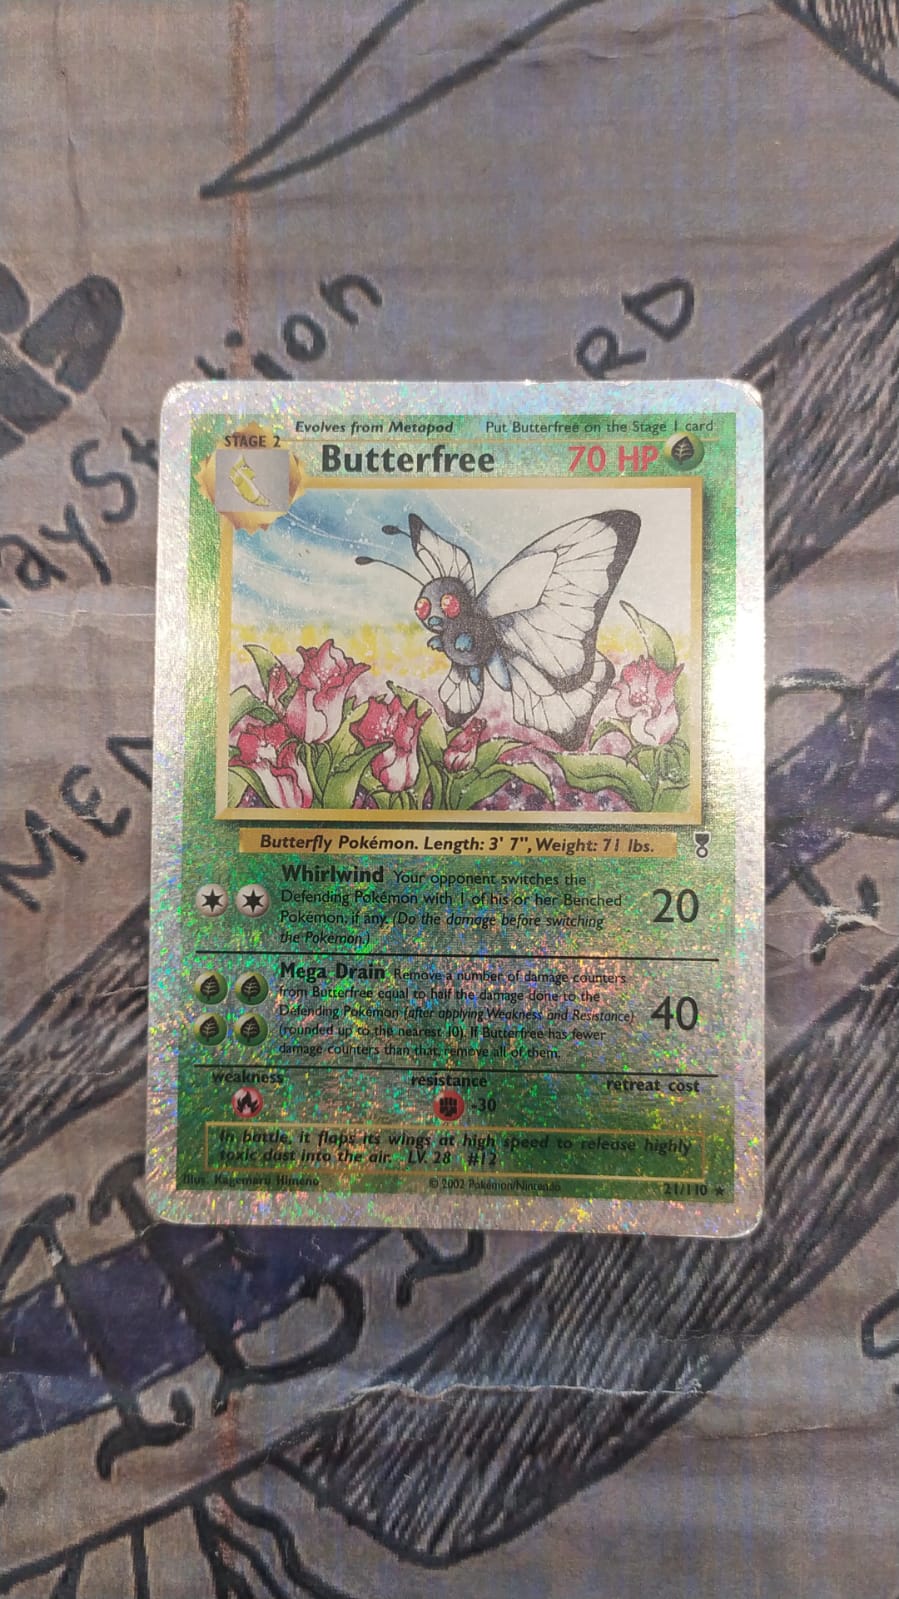 RD
ion
aySt
MEM
STAGE 2
Evolves from Metapod Put Butterfree on the Stage 1 card
Butterfree 70 HP
Butterfly Pokémon. Length: 3' 7", Weight: 71 lbs.
Whirlwind Your opponent switches the
Defending Pokémon with 1 of his or her Benched
Pokémon, if any. (Do the damage before switching
the Pokémon.)
20
Mega Drain Remove a number of damage counters
from Butterfree equal to half the damage done to the
Defending Pokémon (after applying Weakness and Resistance)
(rounded up to the nearest 10). If Butterfree has fewer
damage counters than that, remove all of them.
40
weakness resistance retreat cost
-30
In battle, it flaps its wings at high speed to release highly
toxic dust into the air. LV. 28 #12
Illus. Kagemaru Himeno © 2002 Pokémon/Nintendo 21/110